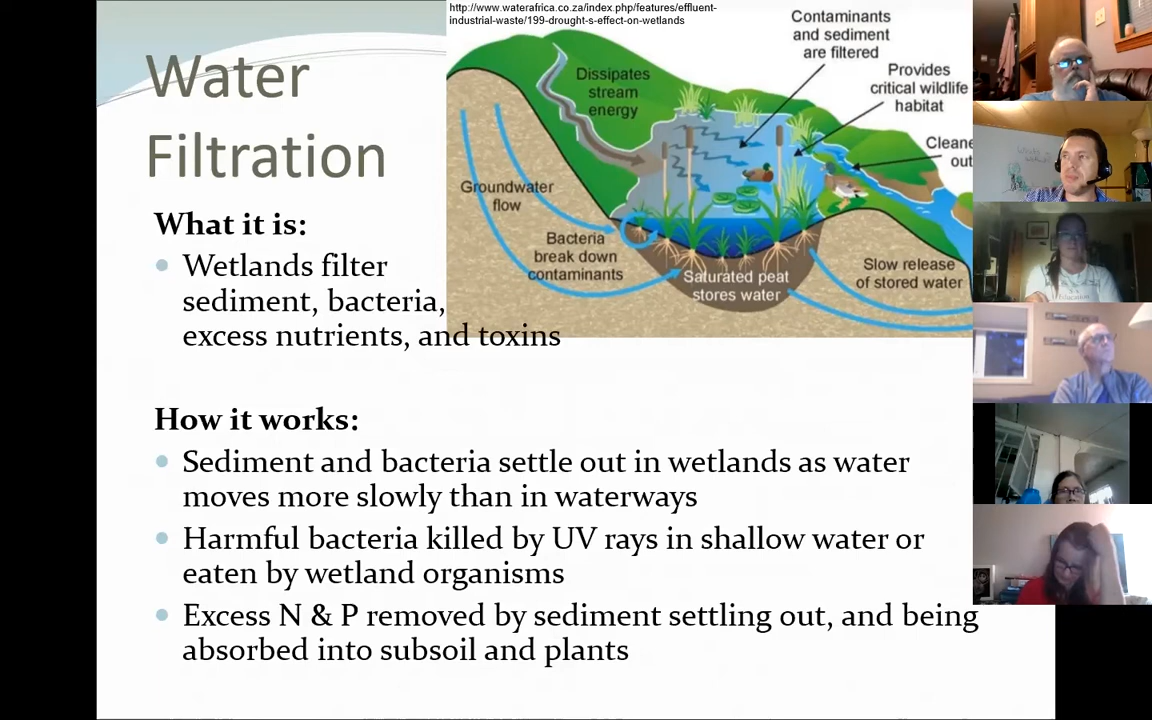 http://www.waterafrica.co.za/index.php/features/effluent-
industrial-waste/199-drought-s-effect-on-wetlands
Water
Filtration
What it is:
Wetlands filter
sediment, bacteria,
excess nutrients, and toxins
Contaminants
and sediment
are filtered
Dissipates
stream
energy
Provides
critical wildlife
habitat
Cleane
out
Groundwater
flow
Bacteria
break down
contaminants
Saturated peat
stores water
Slow release
of stored water
How it works:
Sediment and bacteria settle out in wetlands as water
moves more slowly than in waterways
Harmful bacteria killed by UV rays in shallow water or
eaten by wetland organisms
Excess N & P removed by sediment settling out, and being
absorbed into subsoil and plants